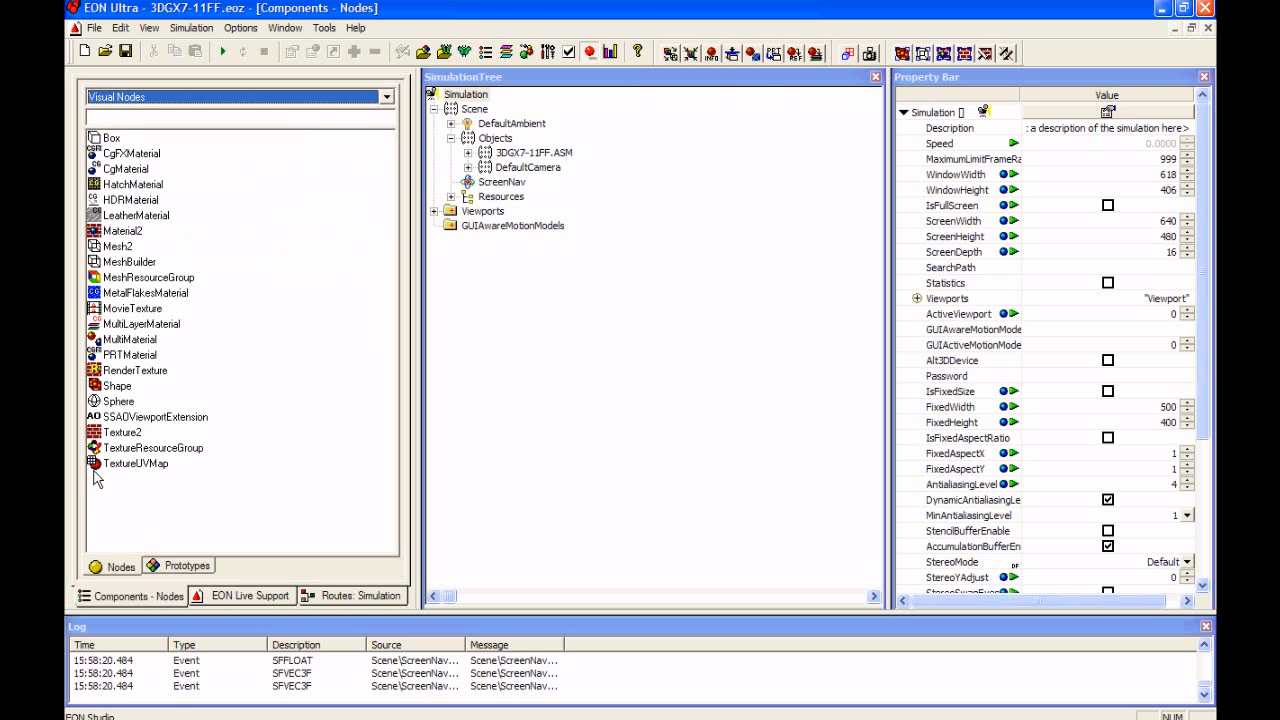 EON Ultra - 3DGX7-11FF.eoz - [Components - Nodes]
File Edit View Simulation Options Window Tools Help
Visual Nodes
Box
CgFXMaterial
CgMaterial
HatchMaterial
HDRMaterial
LeatherMaterial
Material2
Mesh2
MeshBuilder
MeshResourceGroup
MetalFlakesMaterial
MovieTexture
MultiLayerMaterial
MultiMaterial
PRTMaterial
RenderTexture
Shape
Sphere
SSAOViewportExtension
Texture2
TextureResourceGroup
TextureUVMap
Nodes Prototypes
Components - Nodes EON Live Support Routes: Simulation
SimulationTree
Simulation
Scene
DefaultAmbient
Objects
3DGX7-11FF.ASM
DefaultCamera
ScreenNav
Resources
Viewports
GUIAwareMotionModels
Property Bar
Value
Simulation []
Description : a description of the simulation here>
Speed 0.0000
MaximumLimitFrameRa 999
WindowWidth 618
WindowHeight 406
IsFullScreen
ScreenWidth 640
ScreenHeight 480
ScreenDepth 16
SearchPath
Statistics
Viewports "Viewport"
ActiveViewport 0
GUIAwareMotionMode
GUIActiveMotionMode 0
Alt3DDevice
Password
IsFixedSize
FixedWidth 500
FixedHeight 400
IsFixedAspectRatio
FixedAspectX 1
FixedAspectY 1
AntialiasingLevel 4
DynamicAntialiasingLe
MinAntialiasingLevel 1
StencilBufferEnable
AccumulationBufferEn
StereoMode Default
StereoYAdjust 0
Log
Time Type Description Source Message
15:58:20.484 Event SFFLOAT Scene\ScreenNav... Scene\ScreenNav...
15:58:20.484 Event SFVEC3F Scene\ScreenNav... Scene\ScreenNav...
15:58:20.484 Event SFVEC3F Scene\ScreenNav... Scene\ScreenNav...
EON Studio NUM